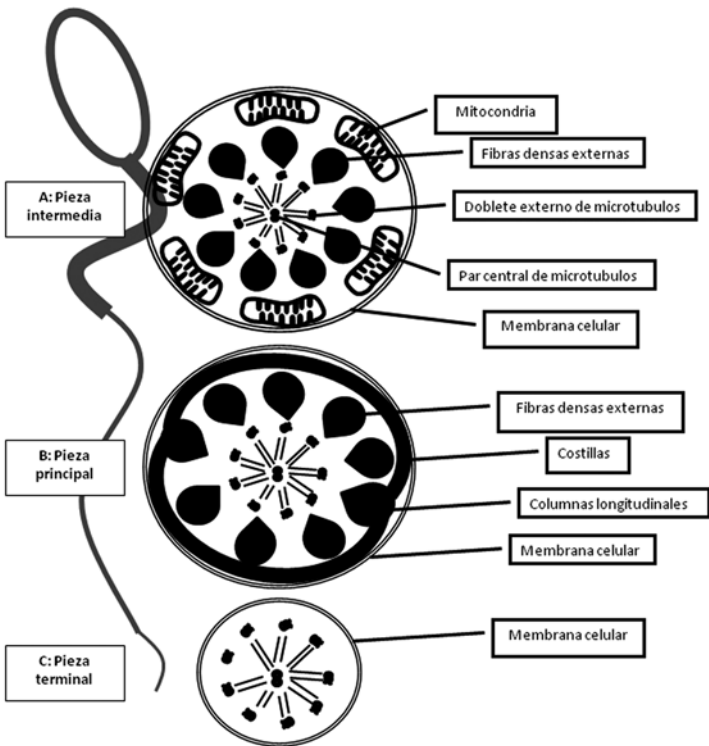 Mitocondria
Fibras densas externas
A: Pieza
intermedia
Doblete externo de microtubulos
Par central de microtubulos
Membrana celular
Fibras densas externas
B: Pieza
principal
Costillas
Columnas longitudinales
Membrana celular
Membrana celular
C: Pieza
terminal